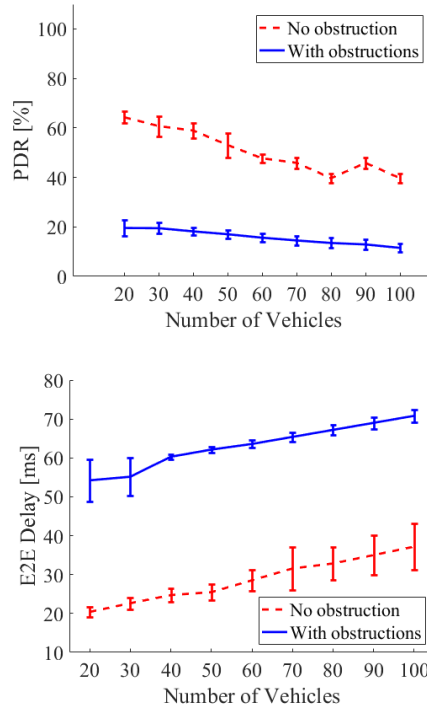 100
80
60
40
20
0
PDR [%]
No obstruction
With obstructions
20 30 40 50 60 70 80 90 100
Number of Vehicles
80
70
60
50
40
30
20
10
E2E Delay [ms]
No obstruction
With obstructions
20 30 40 50 60 70 80 90 100
Number of Vehicles